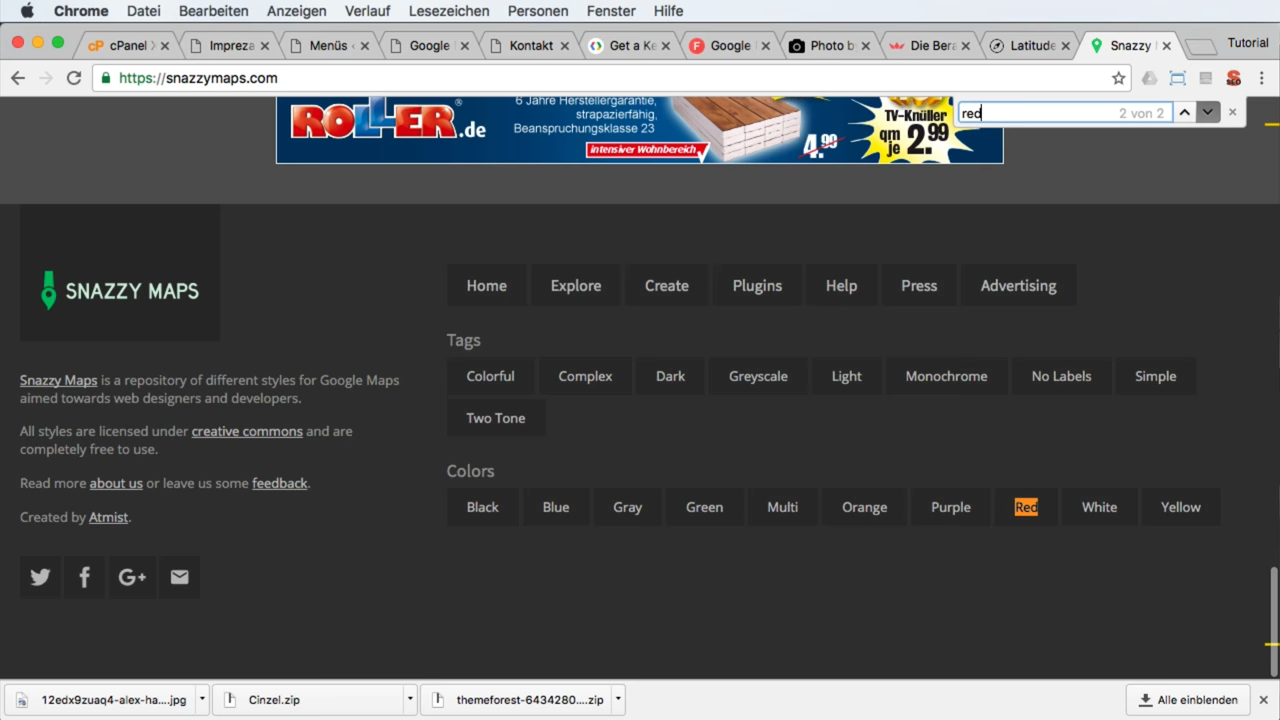 Chrome Datei Bearbeiten Anzeigen Verlauf Lesezeichen Personen Fenster Hilfe
cPanel X Impreza Menüs Google Kontakt Get a Ke Google Photo b Die Bera Latitude Snazzy Tutorial
https://snazzymaps.com
red 2 von 2
ROLLER.de
6 Jahre Herstellergarantie,
strapazierfähig,
Beanspruchungsklasse 23
intensiver Wohnbereich
4.99
TV-Knüller
qm je 2.99
SNAZZY MAPS
Home Explore Create Plugins Help Press Advertising
Tags
Colorful Complex Dark Greyscale Light Monochrome No Labels Simple
Two Tone
Snazzy Maps is a repository of different styles for Google Maps
aimed towards web designers and developers.
All styles are licensed under creative commons and are
completely free to use.
Read more about us or leave us some feedback.
Created by Atmist.
Colors
Black Blue Gray Green Multi Orange Purple Red White Yellow
12edx9zuaq4-alex-ha....jpg Cinzel.zip themeforest-6434280....zip Alle einblenden